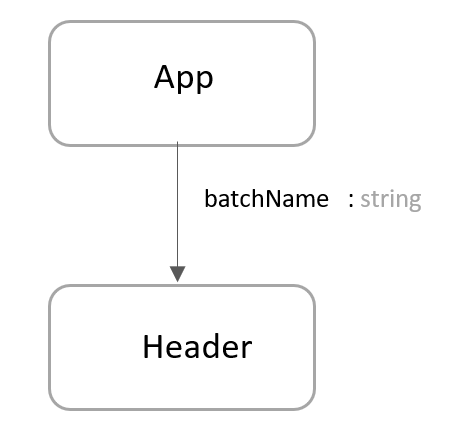 App
batchName : string
Header